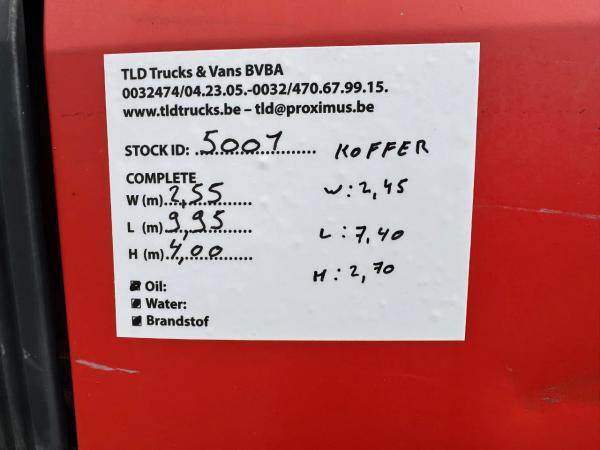 TLD Trucks & Vans BVBA
0032474/04.23.05.-0032/470.67.99.15.
www.tldtrucks.be – tld@proximus.be
STOCK ID: 5007
KOFFER
COMPLETE
W (m) 2,55
W: 2,45
L (m) 9,95
L: 7,40
H (m) 4,00
H: 2,70
Oil:
Water:
Brandstof